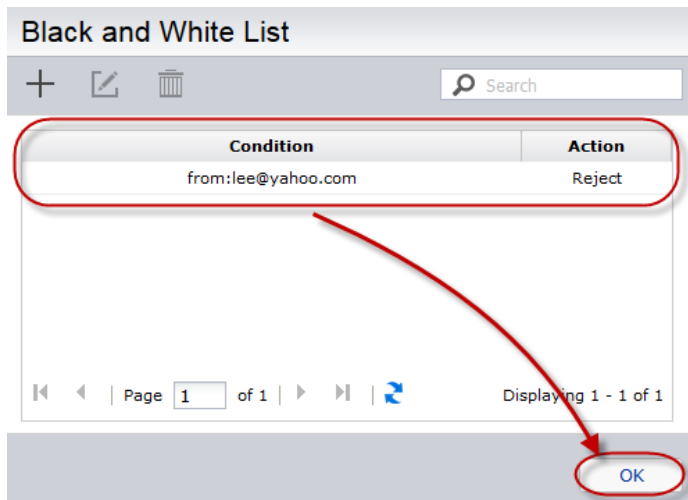 Black and White List
Search
Condition Action
from:lee@yahoo.com Reject
Page 1 of 1 Displaying 1 - 1 of 1
OK